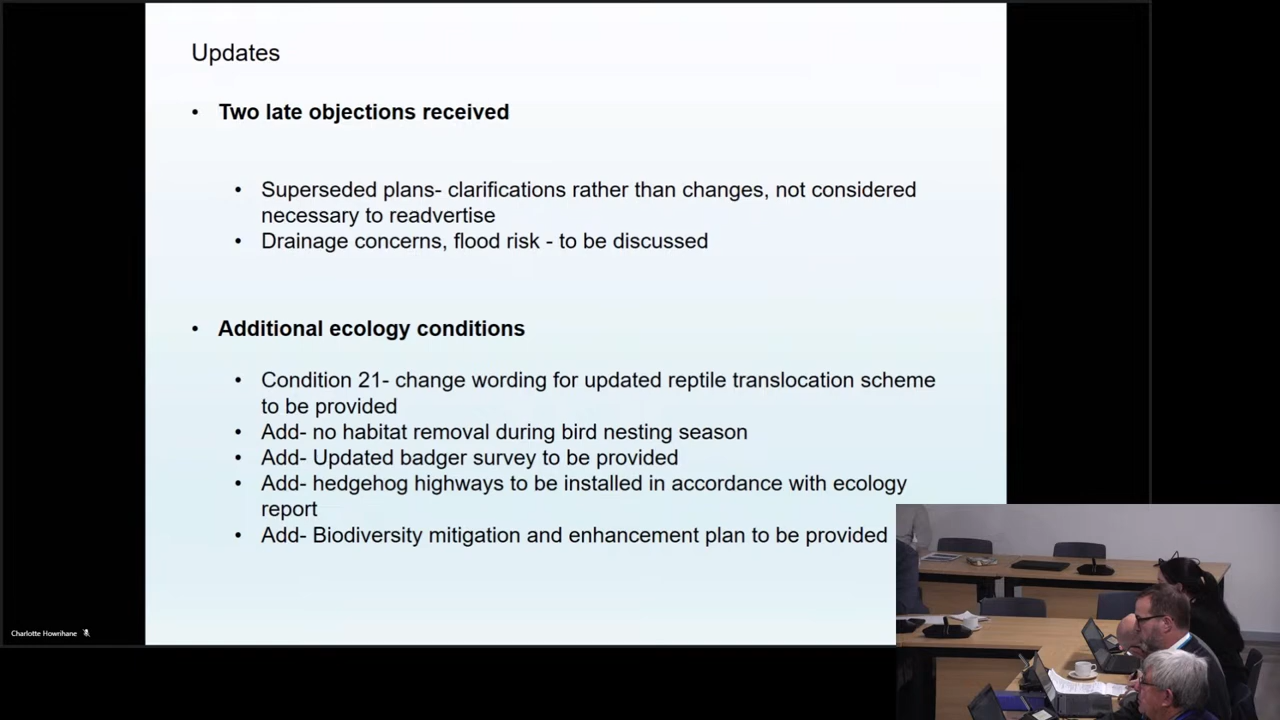 Updates
• Two late objections received
• Superseded plans- clarifications rather than changes, not considered
necessary to readvertise
• Drainage concerns, flood risk - to be discussed
• Additional ecology conditions
• Condition 21- change wording for updated reptile translocation scheme
to be provided
• Add- no habitat removal during bird nesting season
• Add- Updated badger survey to be provided
• Add- hedgehog highways to be installed in accordance with ecology
report
• Add- Biodiversity mitigation and enhancement plan to be provided
Charlotte Howrihane